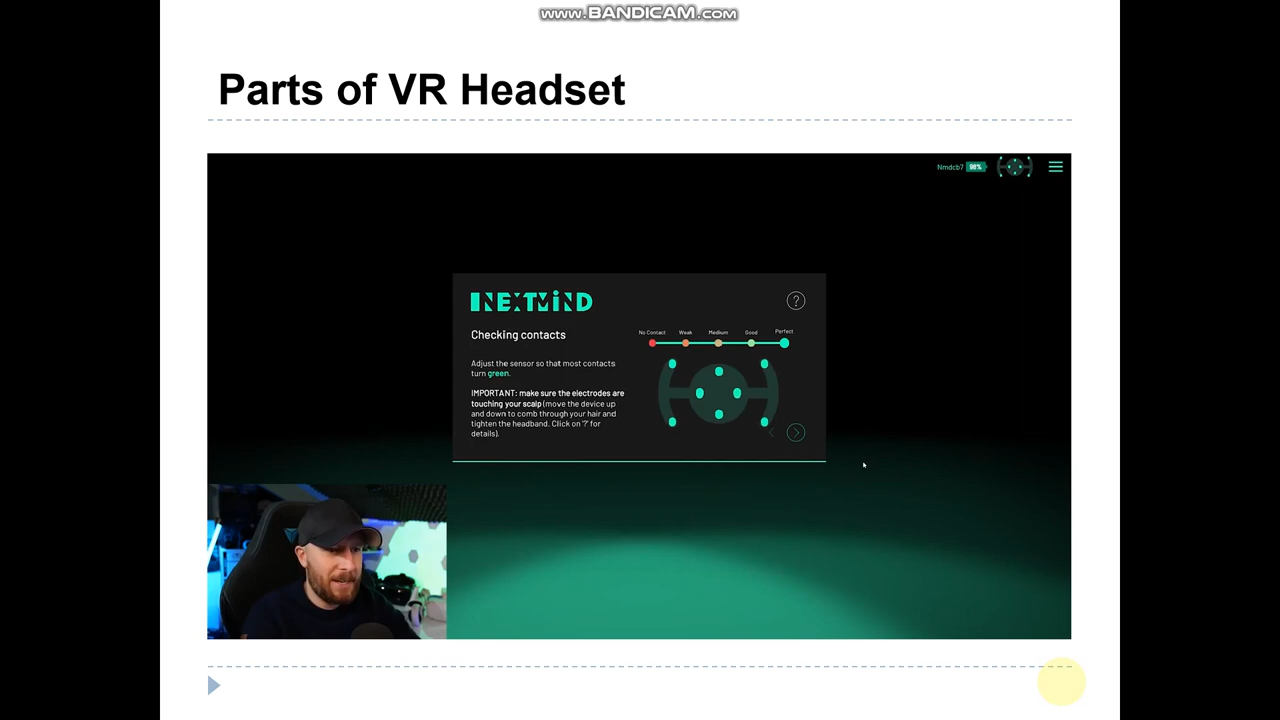 www.BANDICAM.com
Parts of VR Headset
Nmdcb7 98%
NEXTMiND
?
Checking contacts
No Contact Weak Medium Good Perfect
Adjust the sensor so that most contacts
turn green.
IMPORTANT: make sure the electrodes are
touching your scalp (move the device up
and down to comb through your hair and
tighten the headband. Click on '?' for
details).